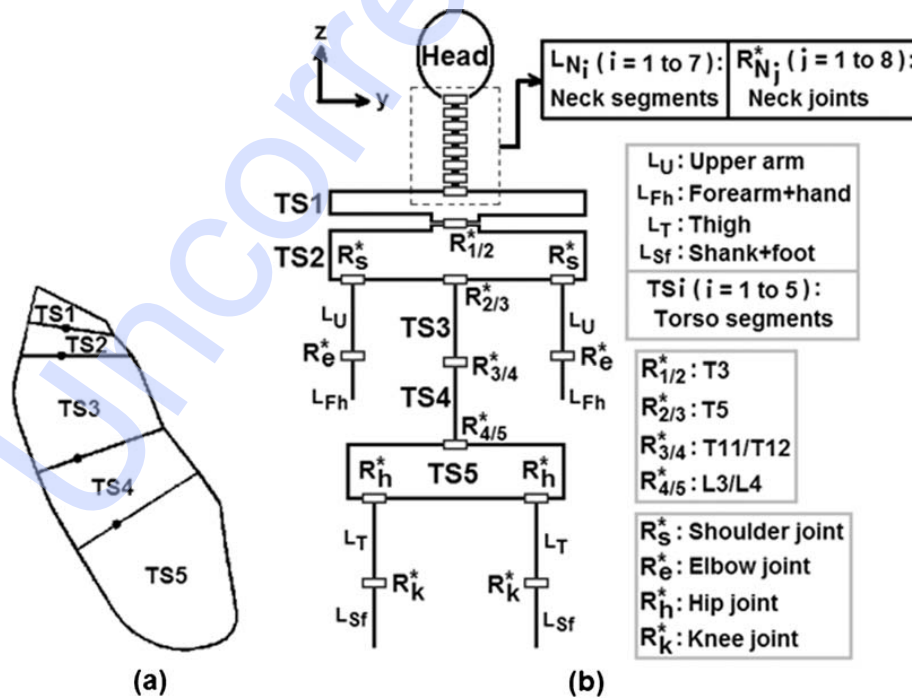 Uncorre
z
y
Head
L_Ni (i = 1 to 7):
Neck segments
R*_Nj (j = 1 to 8):
Neck joints
TS1
R*_1/2
TS2
R*_s
R*_s
R*_2/3
L_U
TS3
L_U
R*_e
R*_3/4
R*_e
L_Fh
TS4
L_Fh
R*_4/5
R*_h
TS5
R*_h
L_T
L_T
R*_k
R*_k
L_Sf
L_Sf
L_U: Upper arm
L_Fh: Forearm+hand
L_T: Thigh
L_Sf: Shank+foot
TSi (i = 1 to 5):
Torso segments
R*_1/2: T3
R*_2/3: T5
R*_3/4: T11/T12
R*_4/5: L3/L4
R*_s: Shoulder joint
R*_e: Elbow joint
R*_h: Hip joint
R*_k: Knee joint
TS1
TS2
TS3
TS4
TS5
(a)
(b)